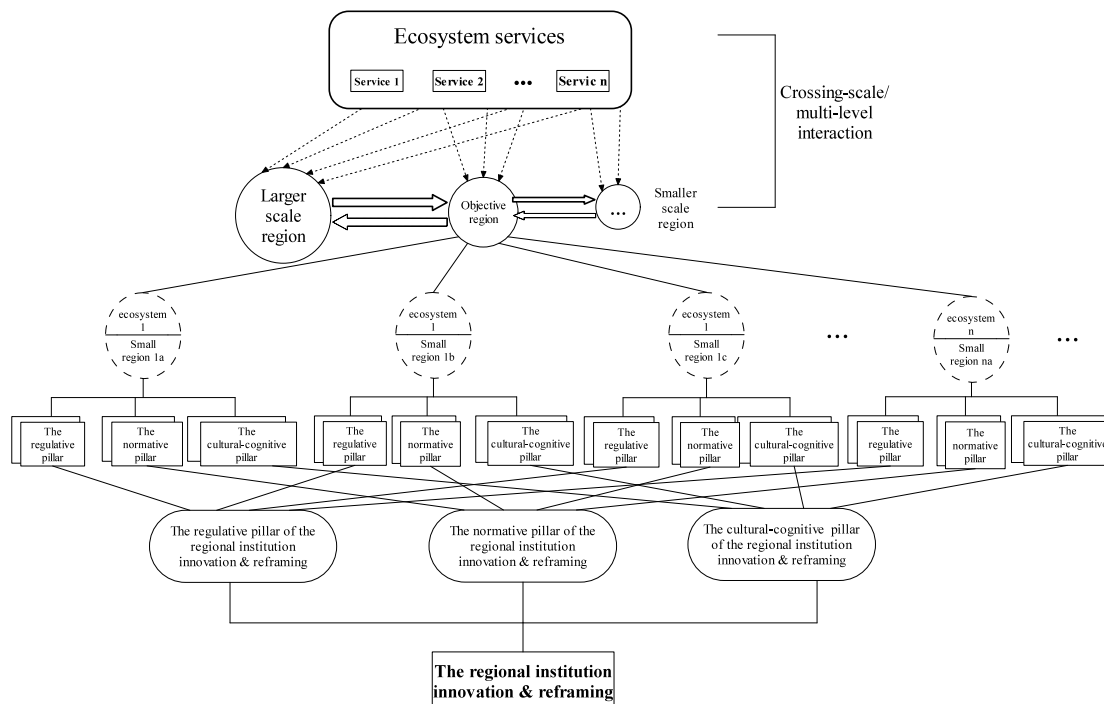 Ecosystem services
Service 1
Service 2
...
Servic n
Crossing-scale/
multi-level
interaction
Larger
scale
region
Objective
region
...
Smaller
scale
region
ecosystem
1
Small
region 1a
ecosystem
1
Small
region 1b
ecosystem
1
Small
region 1c
...
ecosystem
n
Small
region na
...
The
regulative
pillar
The
normative
pillar
The
cultural-cognitive
pillar
The
regulative
pillar
The
normative
pillar
The
cultural-cognitive
pillar
The
regulative
pillar
The
normative
pillar
The
cultural-cognitive
pillar
The
regulative
pillar
The
normative
pillar
The
cultural-cognitive
pillar
The regulative pillar of the
regional institution
innovation & reframing
The normative pillar of the
regional institution
innovation & reframing
The cultural-cognitive pillar
of the regional institution
innovation & reframing
The regional institution
innovation & reframing